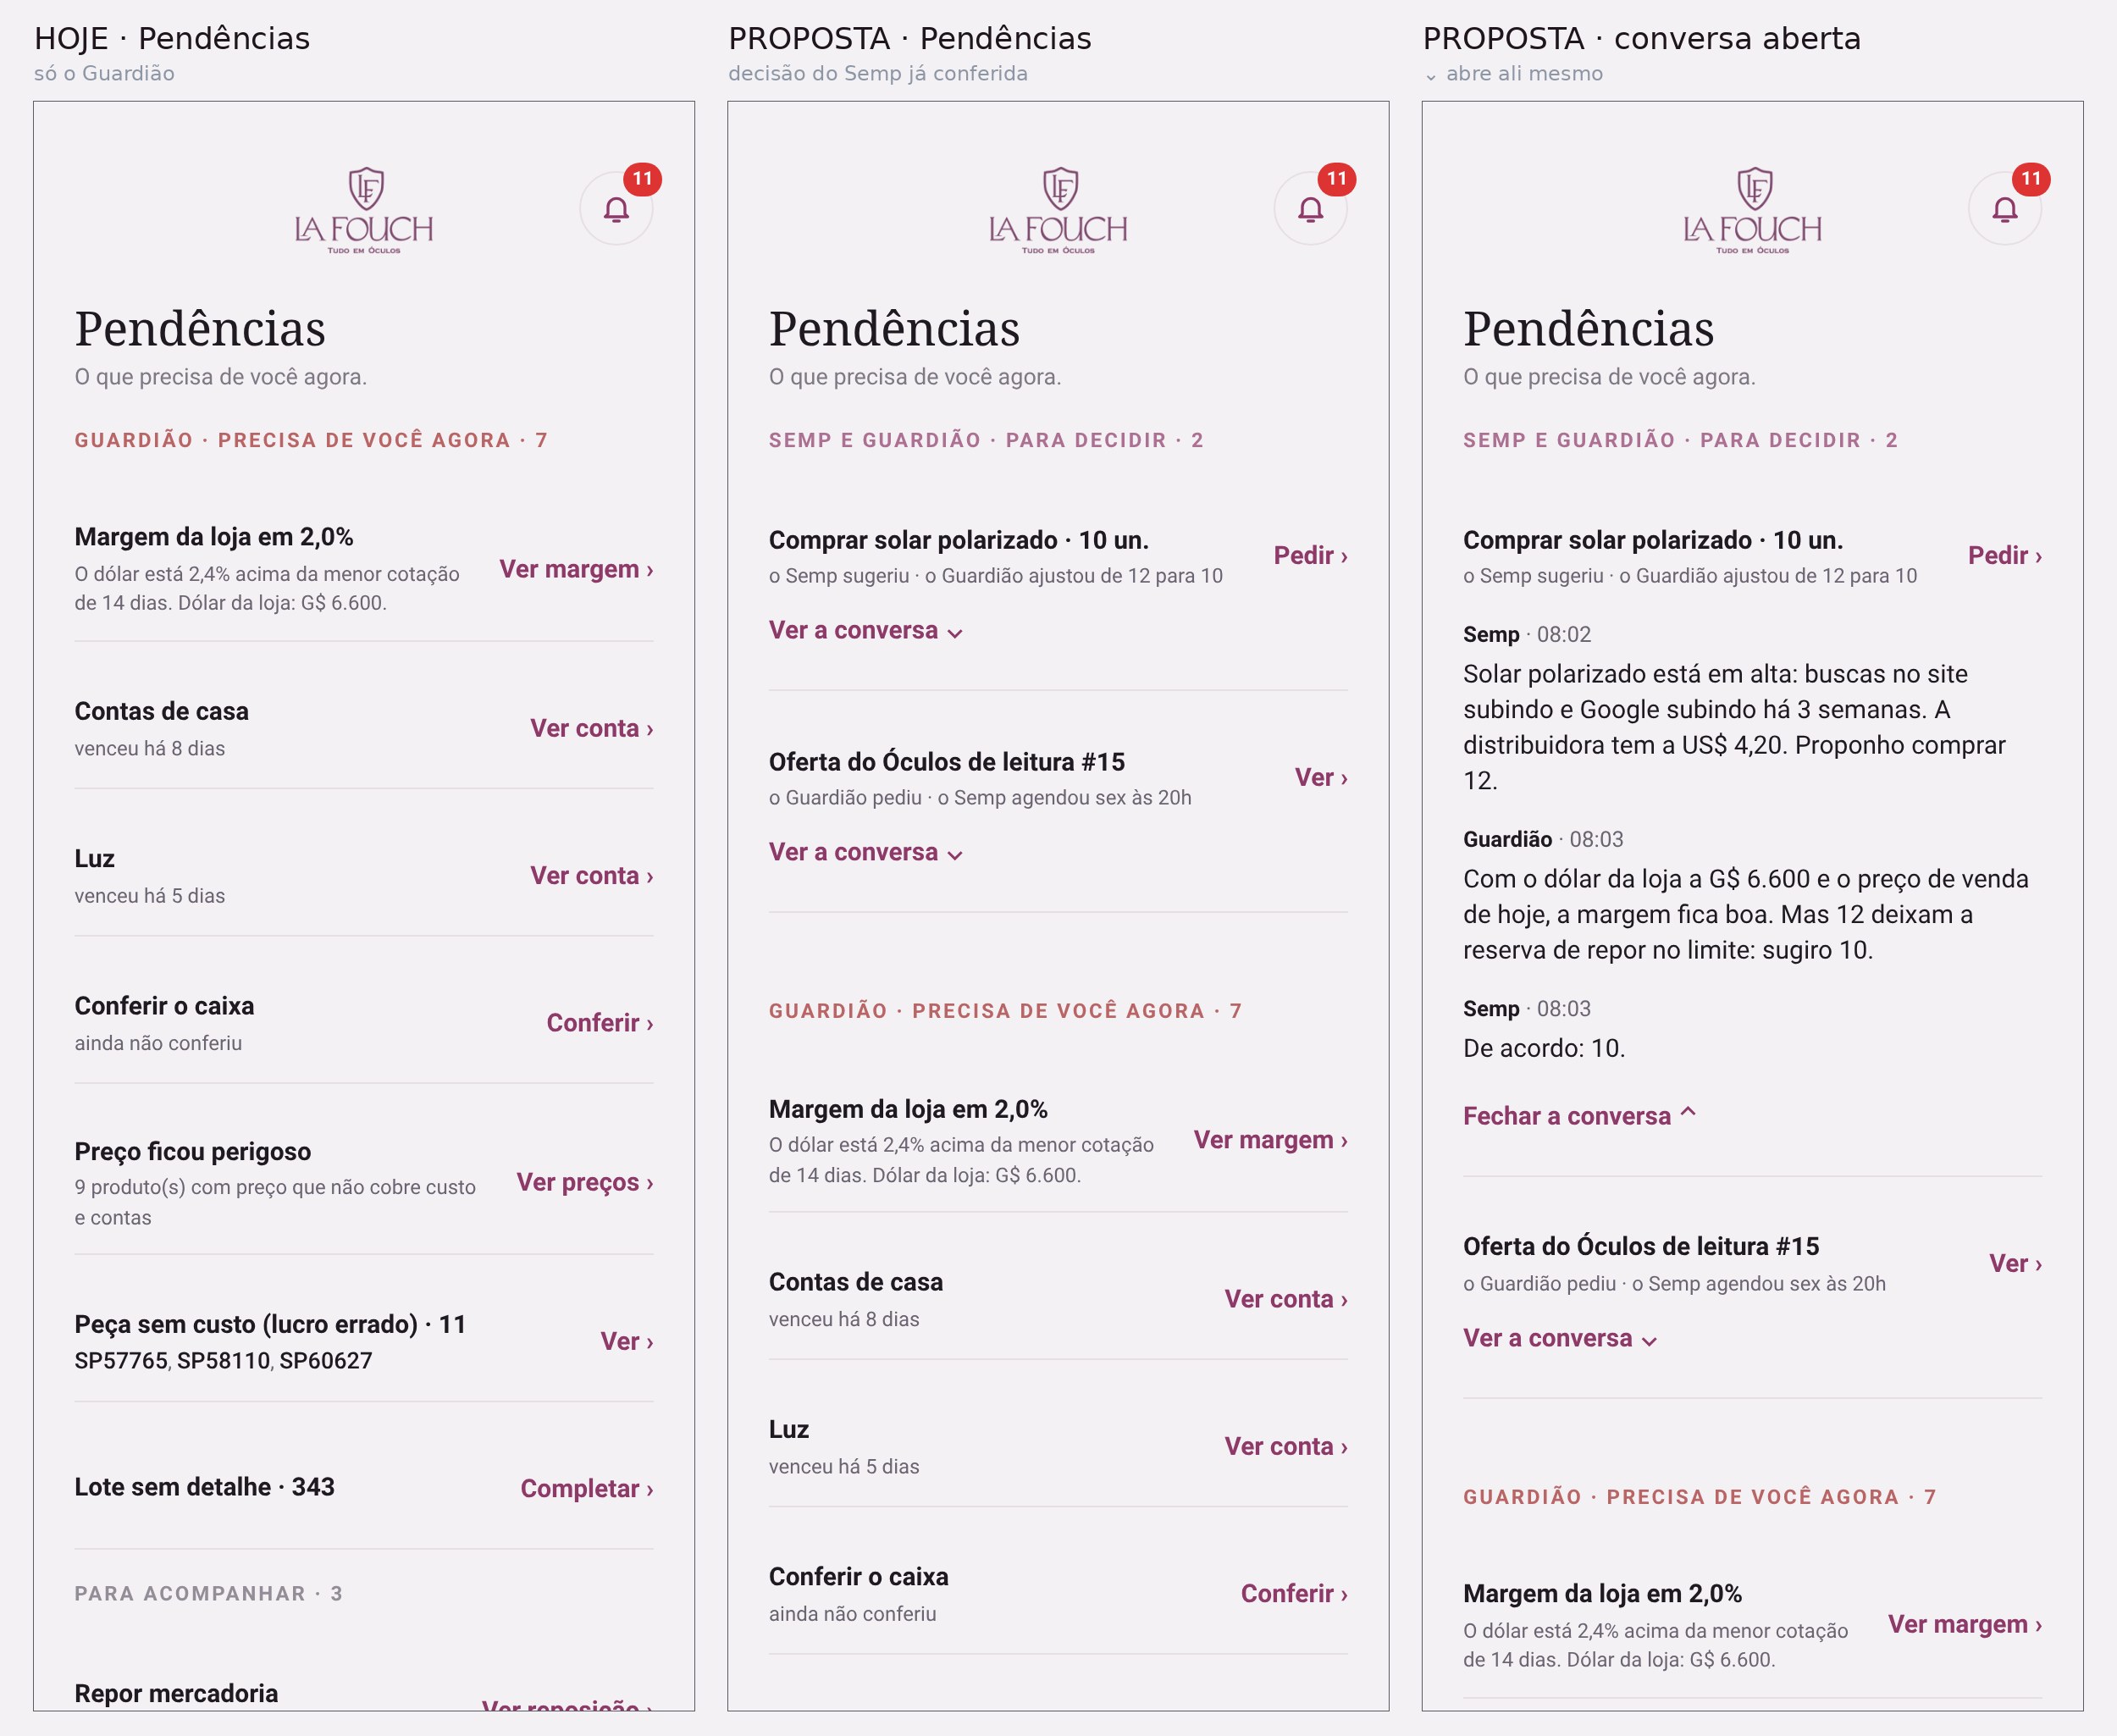 HOJE · Pendências
só o Guardião
11
LF
LA FOUCH
TUDO EM ÓCULOS
Pendências
O que precisa de você agora.
GUARDIÃO · PRECISA DE VOCÊ AGORA · 7
Margem da loja em 2,0%
O dólar está 2,4% acima da menor cotação
de 14 dias. Dólar da loja: G$ 6.600.
Ver margem ›
Contas de casa
venceu há 8 dias
Ver conta ›
Luz
venceu há 5 dias
Ver conta ›
Conferir o caixa
ainda não conferiu
Conferir ›
Preço ficou perigoso
9 produto(s) com preço que não cobre custo
e contas
Ver preços ›
Peça sem custo (lucro errado) · 11
SP57765, SP58110, SP60627
Ver ›
Lote sem detalhe · 343
Completar ›
PARA ACOMPANHAR · 3
Repor mercadoria
Ver reposição ›
PROPOSTA · Pendências
decisão do Semp já conferida
11
LF
LA FOUCH
TUDO EM ÓCULOS
Pendências
O que precisa de você agora.
SEMP E GUARDIÃO · PARA DECIDIR · 2
Comprar solar polarizado · 10 un.
o Semp sugeriu · o Guardião ajustou de 12 para 10
Pedir ›
Ver a conversa ⌄
Oferta do Óculos de leitura #15
o Guardião pediu · o Semp agendou sex às 20h
Ver ›
Ver a conversa ⌄
GUARDIÃO · PRECISA DE VOCÊ AGORA · 7
Margem da loja em 2,0%
O dólar está 2,4% acima da menor cotação
de 14 dias. Dólar da loja: G$ 6.600.
Ver margem ›
Contas de casa
venceu há 8 dias
Ver conta ›
Luz
venceu há 5 dias
Ver conta ›
Conferir o caixa
ainda não conferiu
Conferir ›
PROPOSTA · conversa aberta
⌄ abre ali mesmo
11
LF
LA FOUCH
TUDO EM ÓCULOS
Pendências
O que precisa de você agora.
SEMP E GUARDIÃO · PARA DECIDIR · 2
Comprar solar polarizado · 10 un.
o Semp sugeriu · o Guardião ajustou de 12 para 10
Pedir ›
Semp · 08:02
Solar polarizado está em alta: buscas no site
subindo e Google subindo há 3 semanas. A
distribuidora tem a US$ 4,20. Proponho comprar
12.
Guardião · 08:03
Com o dólar da loja a G$ 6.600 e o preço de venda
de hoje, a margem fica boa. Mas 12 deixam a
reserva de repor no limite: sugiro 10.
Semp · 08:03
De acordo: 10.
Fechar a conversa ⌃
Oferta do Óculos de leitura #15
o Guardião pediu · o Semp agendou sex às 20h
Ver ›
Ver a conversa ⌄
GUARDIÃO · PRECISA DE VOCÊ AGORA · 7
Margem da loja em 2,0%
O dólar está 2,4% acima da menor cotação
de 14 dias. Dólar da loja: G$ 6.600.
Ver margem ›